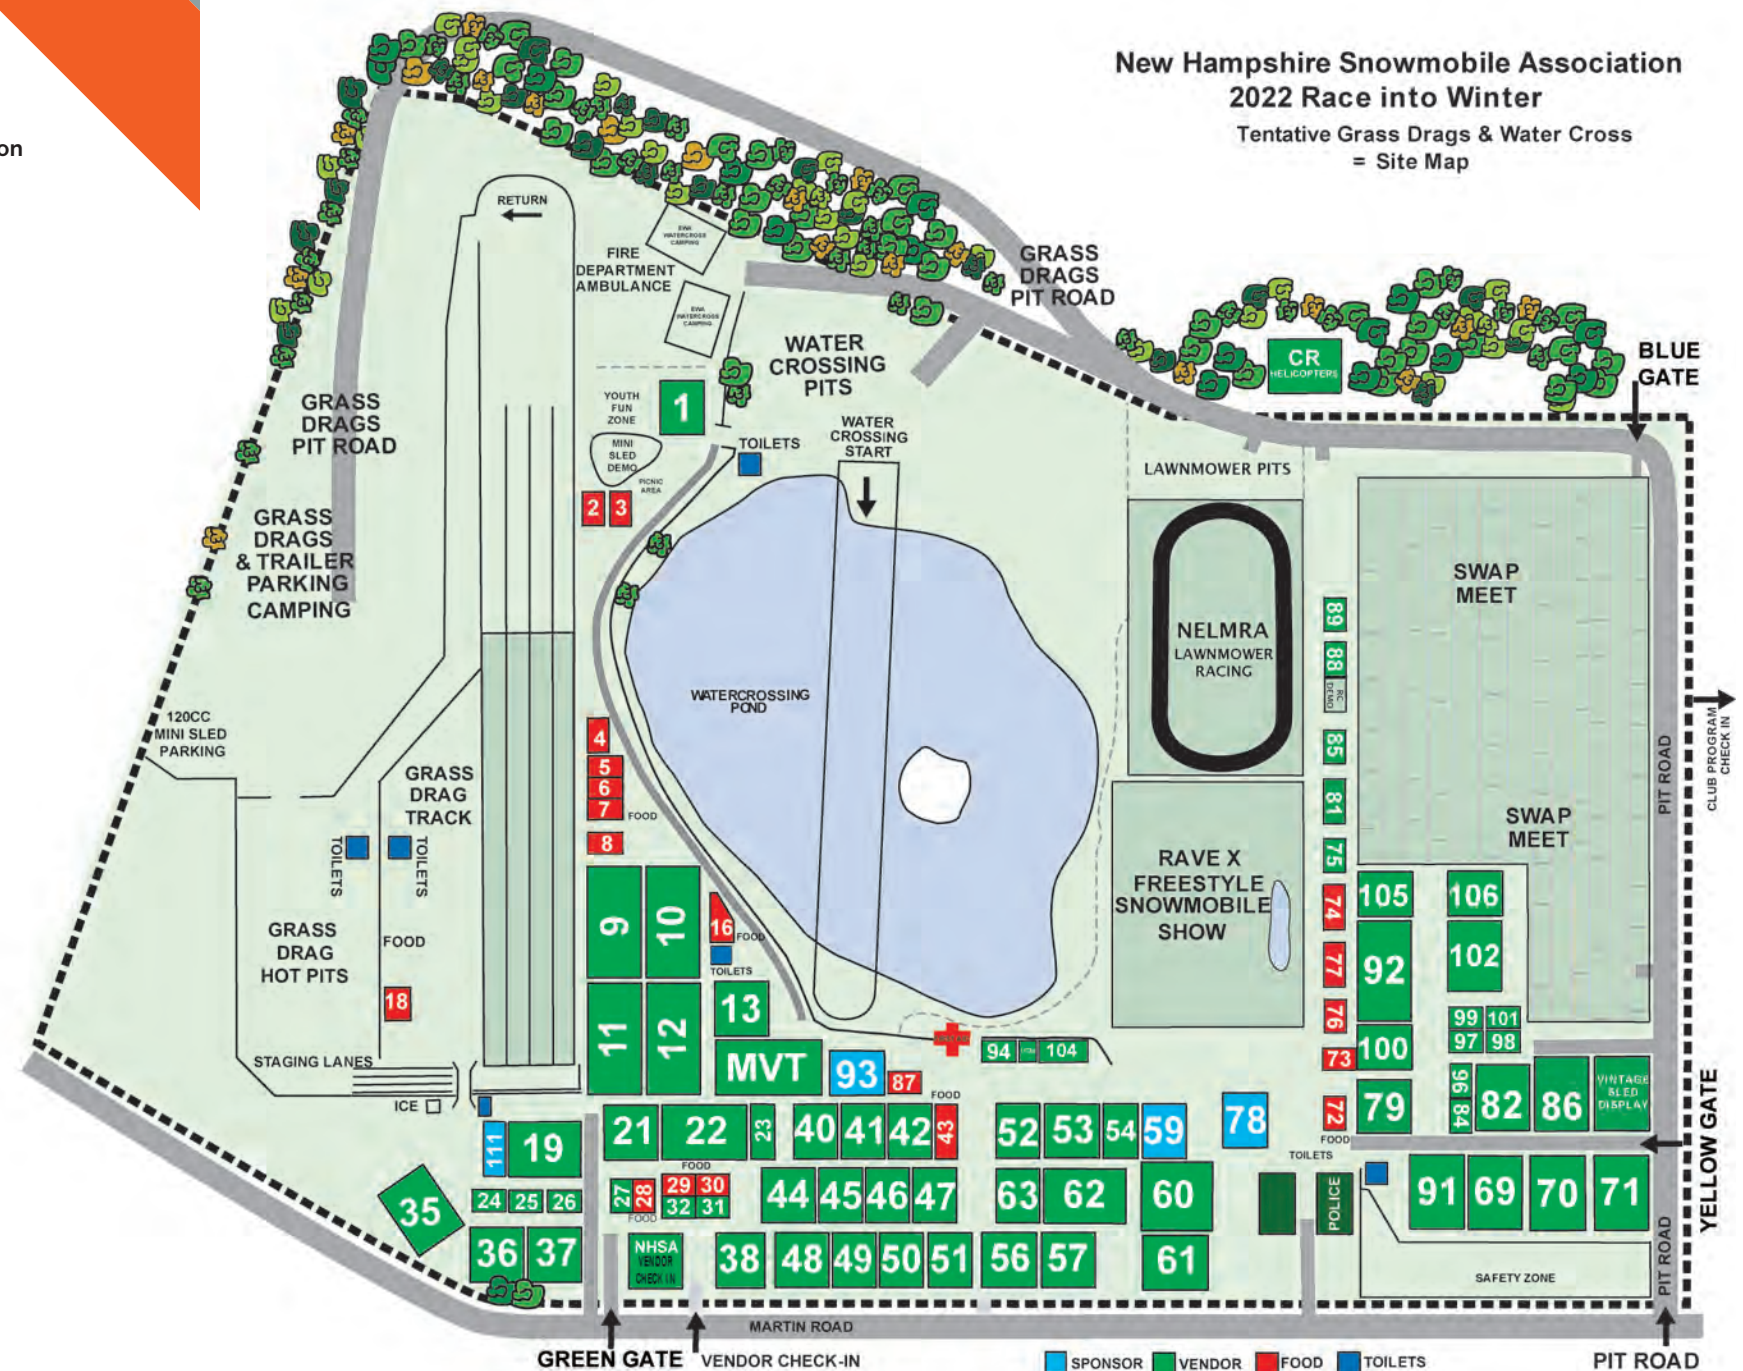 on
New Hampshire Snowmobile Association
2022 Race into Winter
Tentative Grass Drags & Water Cross
= Site Map
RETURN
EWA
WATERCROSS
CAMPING
FIRE
DEPARTMENT
AMBULANCE
EWA
WATERCROSS
CAMPING
GRASS
DRAGS
PIT ROAD
WATER
CROSSING
PITS
CR
HELICOPTERS
BLUE
GATE
GRASS
DRAGS
PIT ROAD
YOUTH
FUN
ZONE
1
MINI
SLED
DEMO
PICNIC
AREA
TOILETS
WATER
CROSSING
START
LAWNMOWER PITS
2 3
GRASS
DRAGS
& TRAILER
PARKING
CAMPING
SWAP
MEET
NELMRA
LAWNMOWER
RACING
89
88
RC
DEMO
85
81
75
WATERCROSSING
POND
120CC
MINI SLED
PARKING
CLUB PROGRAM
CHECK IN
PIT ROAD
4
5
6
7
FOOD
8
GRASS
DRAG
TRACK
SWAP
MEET
TOILETS
TOILETS
RAVE X
FREESTYLE
SNOWMOBILE
SHOW
74
77
76
73
72
FOOD
105
106
92
102
9 10
16
FOOD
TOILETS
GRASS
DRAG
HOT PITS
FOOD
18
11 12
13
MVT
93
87
94
104
99 101
97 98
100
79
96
84
82
86
VINTAGE
SLED
DISPLAY
STAGING LANES
ICE
111
19
21 22 23
40 41 42 43
FOOD
52 53 54 59
78
YELLOW GATE
TOILETS
POLICE
FOOD
27 28
FOOD
29 30
32 31
24 25 26
35
36 37
44 45 46 47
63 62 60
91 69 70 71
NHSA
VENDOR
CHECK IN
38 48 49 50 51
56 57
61
SAFETY ZONE
PIT ROAD
MARTIN ROAD
GREEN GATE
VENDOR CHECK-IN
SPONSOR
VENDOR
FOOD
TOILETS
PIT ROAD